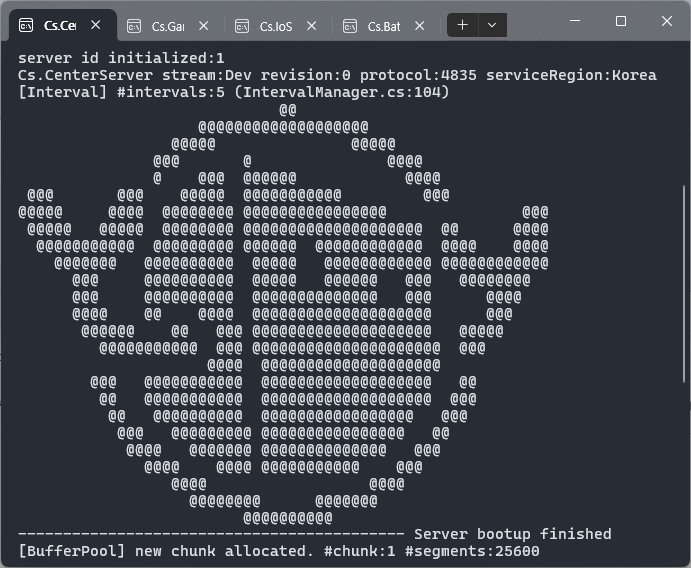 Cs.Cer
Cs.Gai
Cs.IoS
Cs.Bat
server id initialized:1
Cs.CenterServer stream:Dev revision:0 protocol:4835 serviceRegion:Korea
[Interval] #intervals:5 (IntervalManager.cs:104)
                             @@
                    @@@@@@@@@@@@@@@@@@@
                 @@@@@               @@@@@
               @@@       @               @@@@
               @    @@@  @@@@@@            @@@@
 @@@       @@@    @@@@@  @@@@@@@@@@@         @@@
@@@@@     @@@@  @@@@@@@@ @@@@@@@@@@@@@@@@               @@@
 @@@@@   @@@@@  @@@@@@@@ @@@@@@@@@@@@@@@@@@@@  @@      @@@@
  @@@@@@@@@@@  @@@@@@@@@ @@@@@@  @@@@@@@@@@@@  @@@@    @@@@
    @@@@@@@   @@@@@@@@@@  @@@@@   @@@@@@@@@@@@ @@@@@@@@@@@@
      @@@     @@@@@@@@@@  @@@@@   @@@@@@   @@@   @@@@@@@@
      @@@     @@@@@@@@@@  @@@@@@@@@@@@@@   @@@      @@@@
      @@@@    @@    @@@@  @@@@@@@@@@@@@@@@@@@@      @@@
       @@@@@@    @@   @@@ @@@@@@@@@@@@@@@@@@@@   @@@@@
         @@@@@@@@@@@  @@@ @@@@@@@@@@@@@@@@@@@@@  @@@
                     @@@@  @@@@@@@@@@@@@@@@@@@@
        @@@   @@@@@@@@@@@  @@@@@@@@@@@@@@@@@@@   @@
         @@   @@@@@@@@@@@  @@@@@@@@@@@@@@@@@@@  @@@
          @@   @@@@@@@@@@  @@@@@@@@@@@@@@@@@   @@@
           @@@   @@@@@@@@@ @@@@@@@@@@@@@@@@   @@
            @@@@   @@@@@@@ @@@@@@@@@@@@@@   @@@
              @@@@    @@@@ @@@@@@@@@@@    @@@
                 @@@@                  @@@@
                   @@@@@@@@      @@@@@@@
                         @@@@@@@@@@
------------------------------------------- Server bootup finished
[BufferPool] new chunk allocated. #chunk:1 #segments:25600